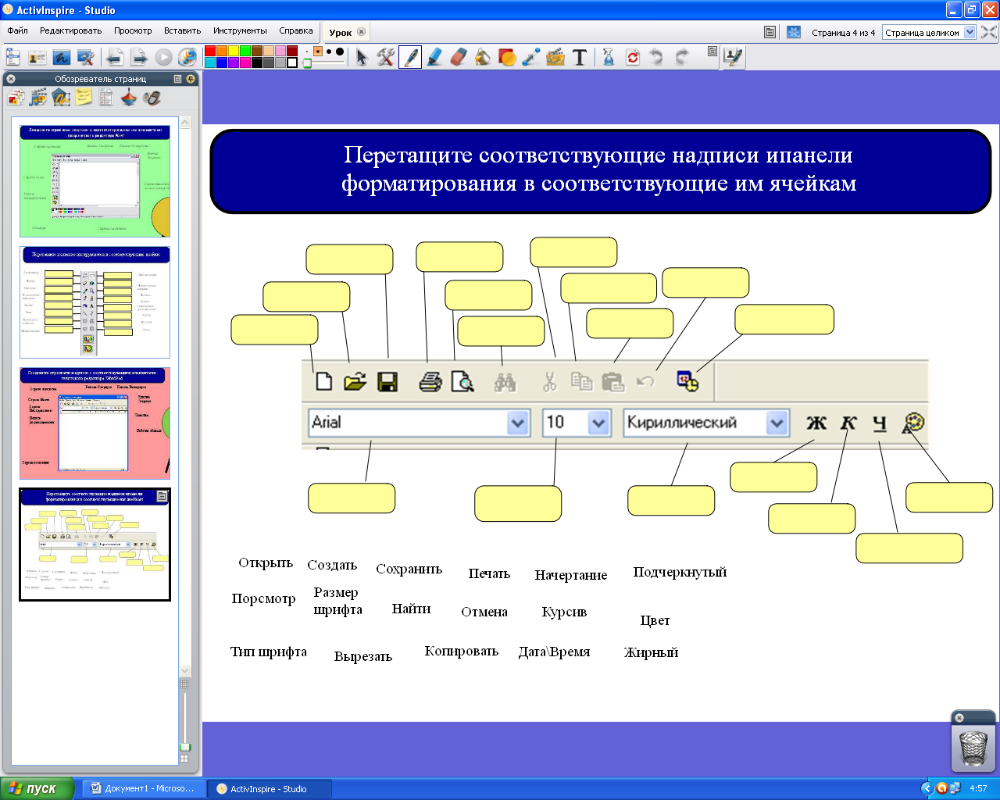 ActivInspire - Studio
Файл Редактировать Просмотр Вставить Инструменты Справка
Урок
Страница 4 из 4
Страница целиком
Обозреватель страниц
Перетащите соответствующие надписи ипанели
форматирования в соответствующие им ячейкам
Arial 10 Кириллический Ж К Ч
Открыть Создать Сохранить Печать Начертание Подчеркнутый
Порсмотр Размер
шрифта Найти Отмена Курсив Цвет
Тип шрифта Вырезать Копировать Дата\Время Жирный
пуск
Документ1 - Microso...
ActivInspire - Studio
4:57